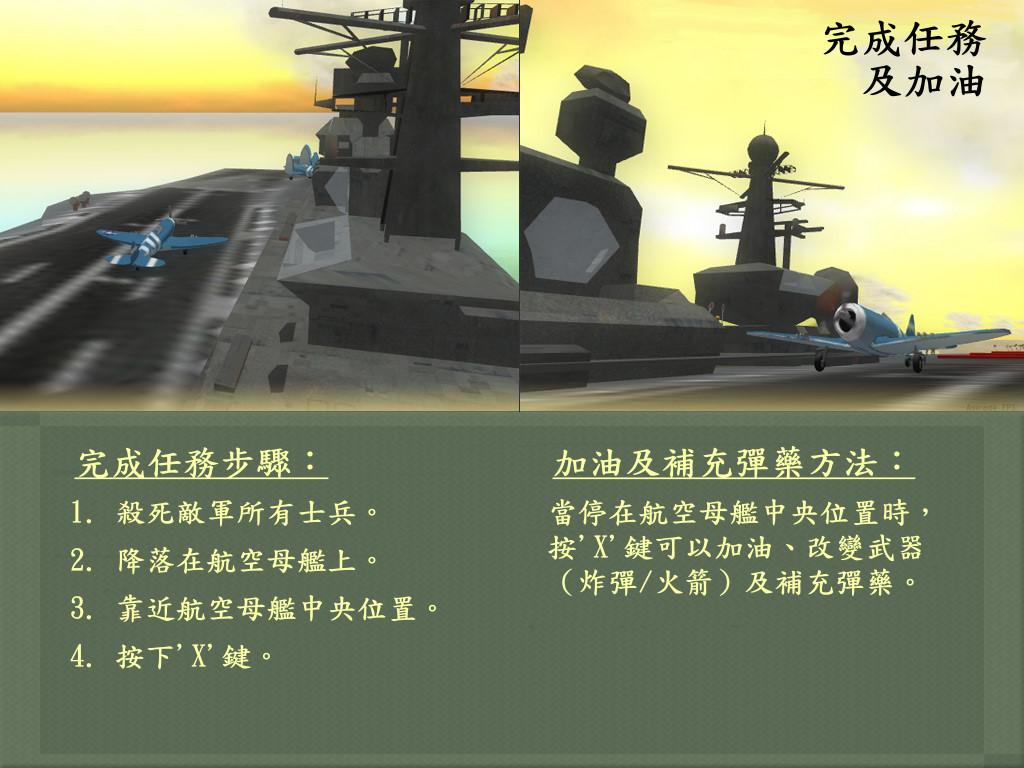 完成任務
及加油
完成任務步驟：
1. 殺死敵軍所有士兵。
2. 降落在航空母艦上。
3. 靠近航空母艦中央位置。
4. 按下'X'鍵。
加油及補充彈藥方法：
當停在航空母艦中央位置時，
按'X'鍵可以加油、改變武器
（炸彈/火箭）及補充彈藥。